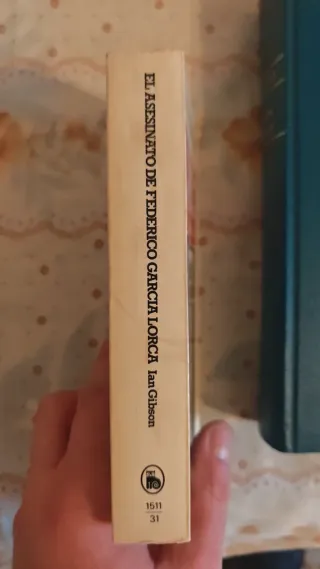 EL ASESINATO DE FEDERICO GARCIA LORCA Ian Gibson
1511
31